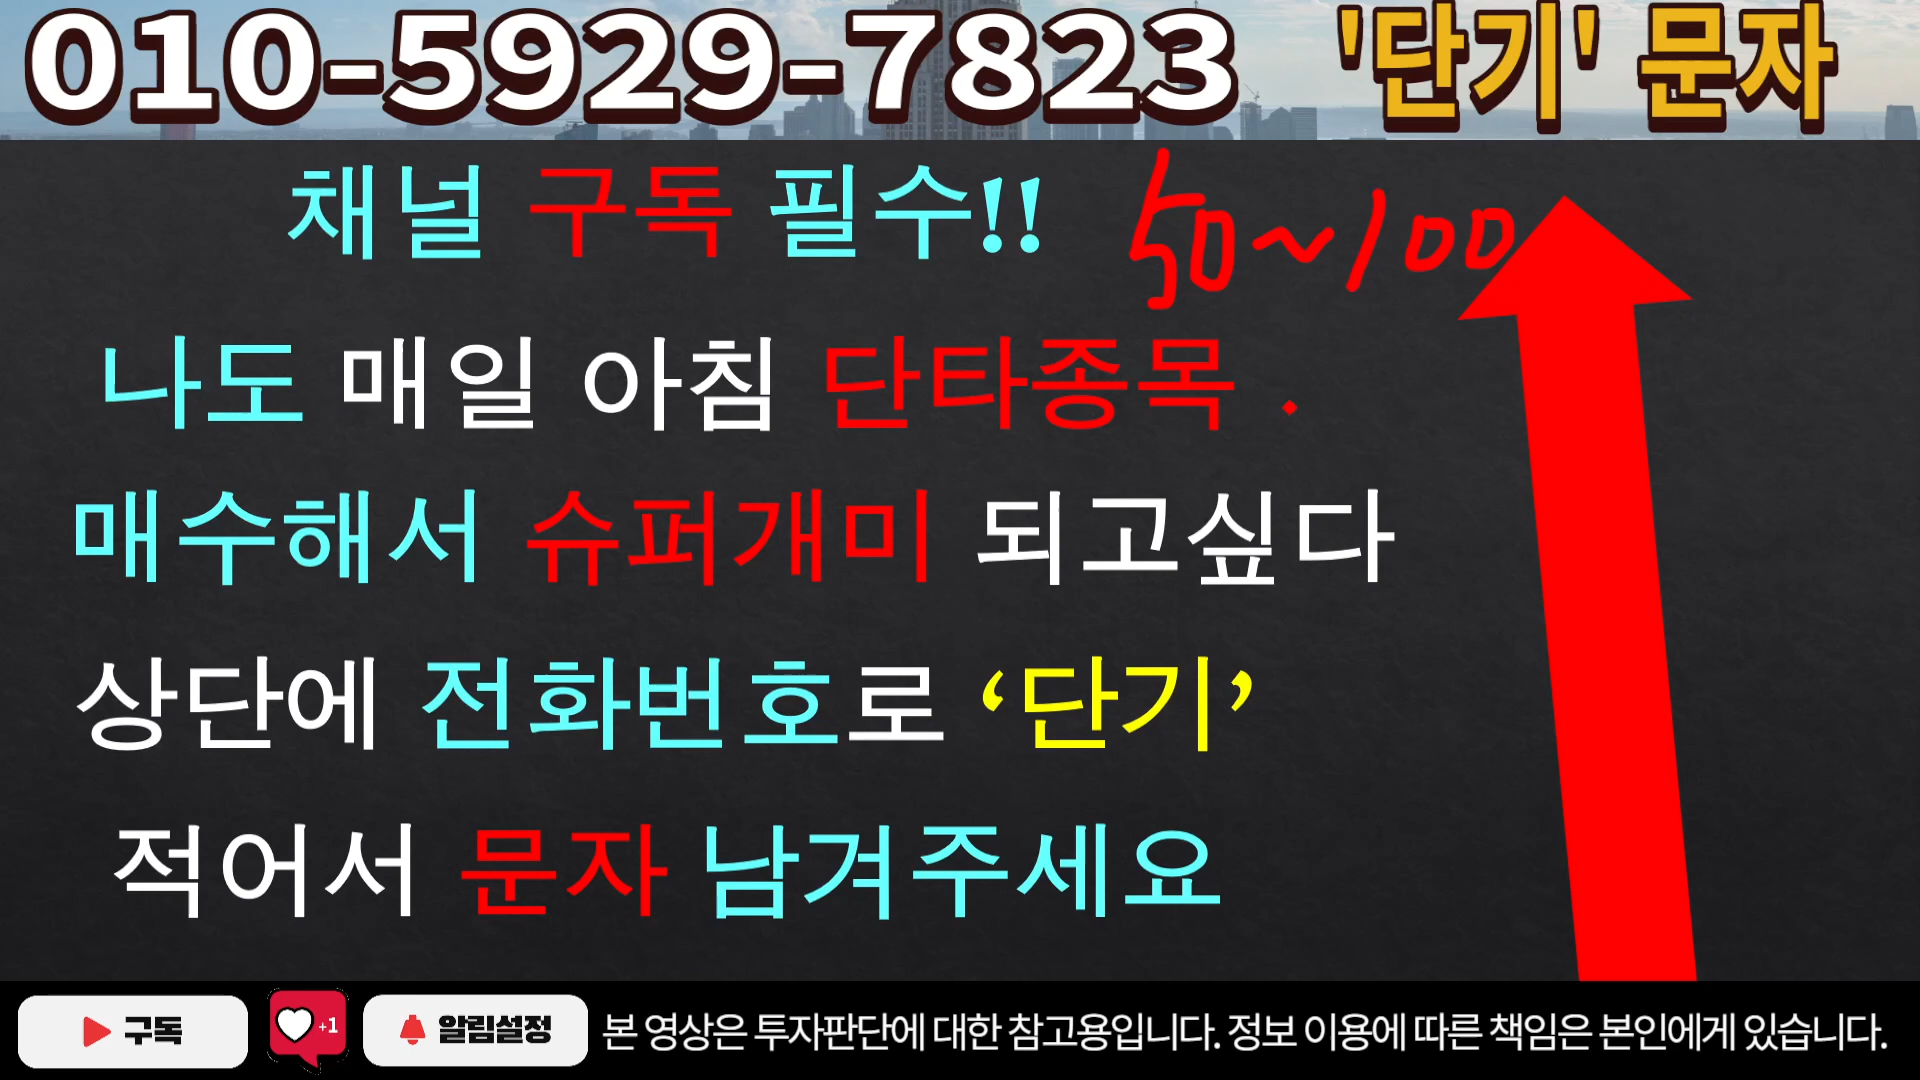 010-5929-7823 '단기' 문자
채널 구독 필수!! 50~100
나도 매일 아침 단타종목 .
매수해서 슈퍼개미 되고싶다
상단에 전화번호로 ‘단기’
적어서 문자 남겨주세요
구독 +1 알림설정 본 영상은 투자판단에 대한 참고용입니다. 정보 이용에 따른 책임은 본인에게 있습니다.